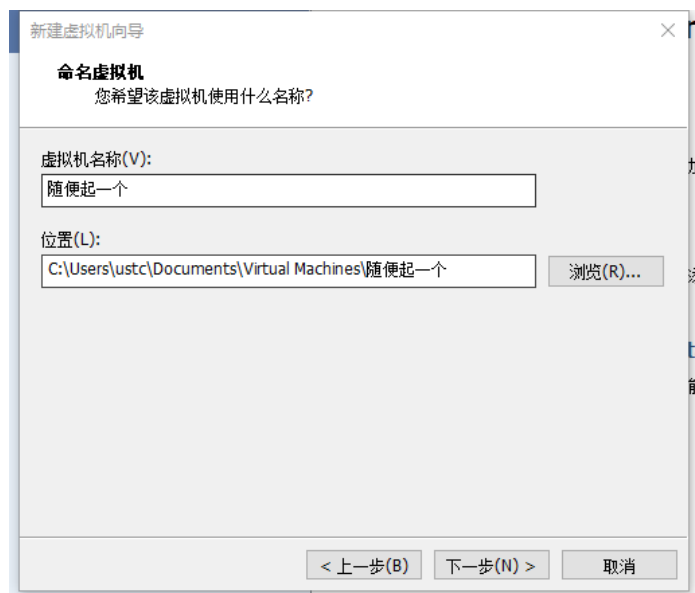 新建虚拟机向导
命名虚拟机
您希望该虚拟机使用什么名称?
虚拟机名称(V):
随便起一个
位置(L):
C:\Users\ustc\Documents\Virtual Machines\随便起一个
浏览(R)...
< 上一步(B)
下一步(N) >
取消